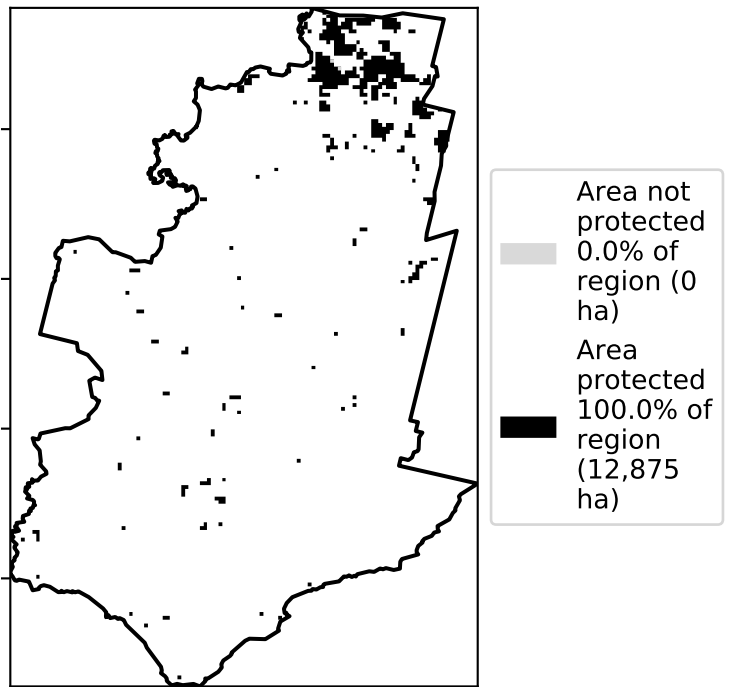 Area not
protected
0.0% of
region (0
ha)
Area
protected
100.0% of
region
(12,875
ha)